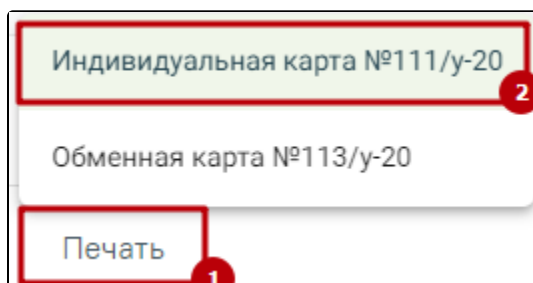 Индивидуальная карта №111/у-20
2
Обменная карта №113/у-20
Печать
1